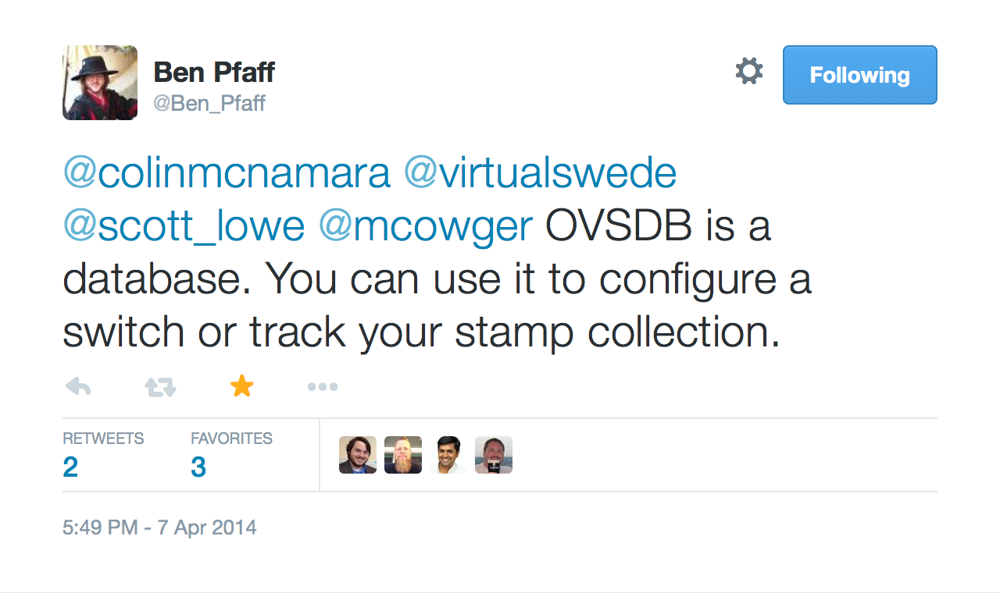 Ben Pfaff
@Ben_Pfaff
Following
@colinmcnamara @virtualswede
@scott_lowe @mcowger OVSDB is a
database. You can use it to configure a
switch or track your stamp collection.
RETWEETS
2
FAVORITES
3
5:49 PM - 7 Apr 2014